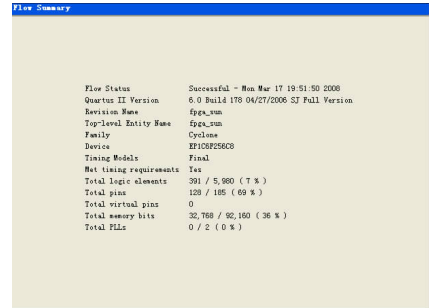 Flow Summary
Flow Status Successful - Mon Mar 17 19:51:50 2008
Quartus II Version 6.0 Build 178 04/27/2006 SJ Full Version
Revision Name fpga_sun
Top-level Entity Name fpga_sun
Family Cyclone
Device EP1C6F256C8
Timing Models Final
Met timing requirements Yes
Total logic elements 391 / 5,980 ( 7 % )
Total pins 128 / 185 ( 69 % )
Total virtual pins 0
Total memory bits 32,768 / 92,160 ( 36 % )
Total PLLs 0 / 2 ( 0 % )